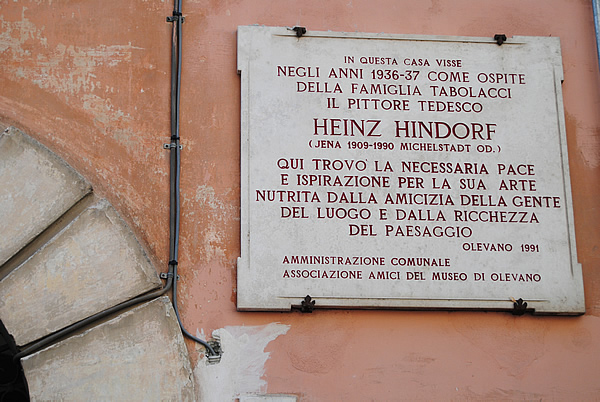 IN QUESTA CASA VISSE
NEGLI ANNI 1936-37 COME OSPITE
DELLA FAMIGLIA TABOLACCI
IL PITTORE TEDESCO
HEINZ HINDORF
( JENA 1909-1990 MICHELSTADT OD. )
QUI TROVO' LA NECESSARIA PACE
E ISPIRAZIONE PER LA SUA ARTE
NUTRITA DALLA AMICIZIA DELLA GENTE
DEL LUOGO E DALLA RICCHEZZA
DEL PAESAGGIO
OLEVANO 1991
AMMINISTRAZIONE COMUNALE
ASSOCIAZIONE AMICI DEL MUSEO DI OLEVANO